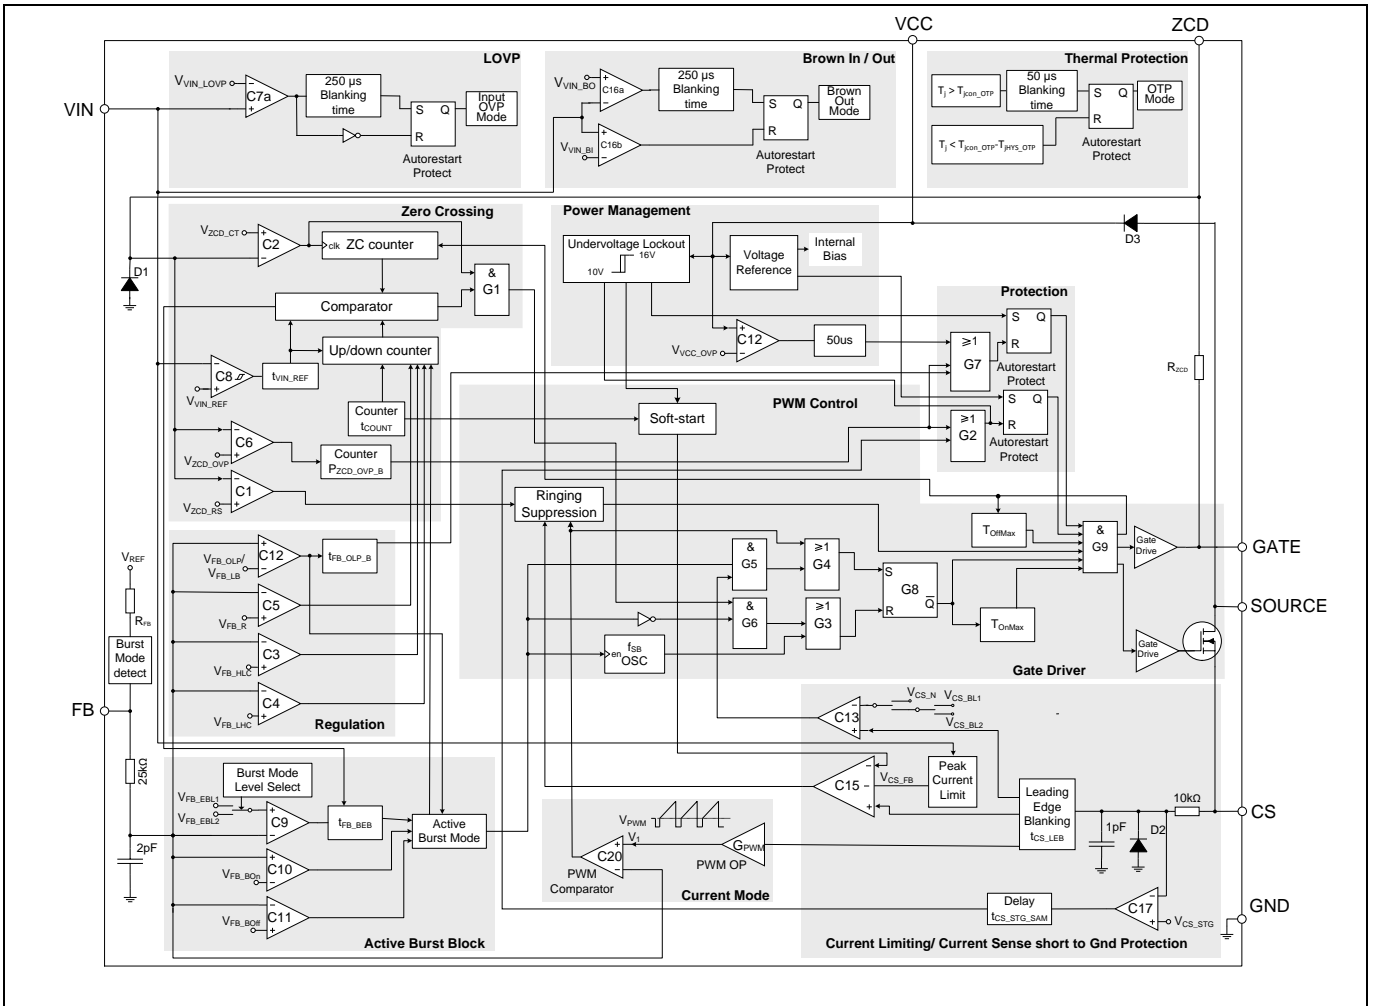 VCC
ZCD
LOVP
Brown In / Out
Thermal Protection
VIN
V_VIN_LOVP
−
+
C7a
250 µs
Blanking
time
S
Q
R
Input
OVP
Mode
Autorestart
Protect
V_VIN_BO
+
−
C16a
250 µs
Blanking
time
S
Q
R
Brown
Out
Mode
V_VIN_BI
+
−
C16b
Autorestart
Protect
Tj > Tjcon_OTP
50 µs
Blanking
time
S
Q
R
OTP
Mode
Tj < Tjcon_OTP-TjHYS_OTP
Autorestart
Protect
Zero Crossing
V_ZCD_CT
+
−
C2
clk
ZC counter
&
G1
D1
Comparator
Up/down counter
−
+
C8
t_VIN_REF
V_VIN_REF
Counter
t_COUNT
−
+
C6
V_ZCD_OVP
Counter
P_ZCD_OVP_B
−
+
C1
V_ZCD_RS
Power Management
Undervoltage Lockout
16V
10V
Voltage
Reference
Internal
Bias
+
−
C12
V_VCC_OVP
50us
D3
Protection
S
Q
R
≥1
G7
Autorestart
Protect
S
Q
R
≥1
G2
Autorestart
Protect
R_ZCD
PWM Control
Soft-start
Ringing
Suppression
V_REF
R_FB
Burst
Mode
detect
FB
25kΩ
2pF
+
−
C12
V_FB_OLP/
V_FB_LB
t_FB_OLP_B
−
+
C5
V_FB_R
−
+
C3
V_FB_HLC
−
+
C4
V_FB_LHC
Regulation
&
G5
≥1
G4
&
G6
≥1
G3
en
f_SB
OSC
S
G8
R
Q
T_OffMax
&
G9
T_OnMax
Gate
Drive
Gate
Drive
Gate Driver
GATE
SOURCE
CS
GND
Burst Mode
Level Select
V_FB_EBL1
V_FB_EBL2
+
−
C9
t_FB_BEB
Active
Burst Mode
+
−
C10
V_FB_BOn
−
+
C11
V_FB_BOff
Active Burst Block
V_PWM
V_1
+
−
C20
PWM
Comparator
G_PWM
PWM OP
Current Mode
V_CS_N
V_CS_BL1
V_CS_BL2
−
+
C13
−
−
+
C15
V_CS_FB
Peak
Current
Limit
Leading
Edge
Blanking
t_CS_LEB
1pF
D2
10kΩ
Delay
t_CS_STG_SAM
−
+
C17
V_CS_STG
Current Limiting/ Current Sense short to Gnd Protection